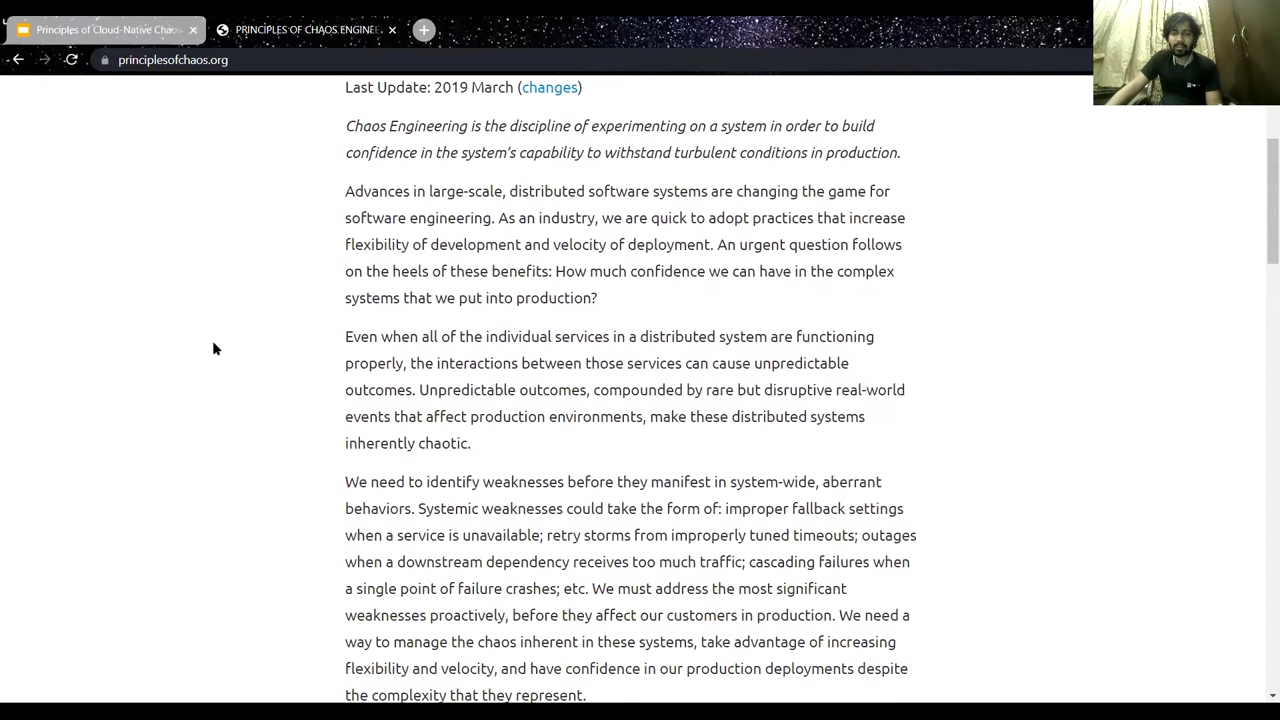 Principles of Cloud-Native Chaos
PRINCIPLES OF CHAOS ENGINEE
principlesofchaos.org
Last Update: 2019 March (changes)
Chaos Engineering is the discipline of experimenting on a system in order to build
confidence in the system's capability to withstand turbulent conditions in production.
Advances in large-scale, distributed software systems are changing the game for
software engineering. As an industry, we are quick to adopt practices that increase
flexibility of development and velocity of deployment. An urgent question follows
on the heels of these benefits: How much confidence we can have in the complex
systems that we put into production?
Even when all of the individual services in a distributed system are functioning
properly, the interactions between those services can cause unpredictable
outcomes. Unpredictable outcomes, compounded by rare but disruptive real-world
events that affect production environments, make these distributed systems
inherently chaotic.
We need to identify weaknesses before they manifest in system-wide, aberrant
behaviors. Systemic weaknesses could take the form of: improper fallback settings
when a service is unavailable; retry storms from improperly tuned timeouts; outages
when a downstream dependency receives too much traffic; cascading failures when
a single point of failure crashes; etc. We must address the most significant
weaknesses proactively, before they affect our customers in production. We need a
way to manage the chaos inherent in these systems, take advantage of increasing
flexibility and velocity, and have confidence in our production deployments despite
the complexity that they represent.